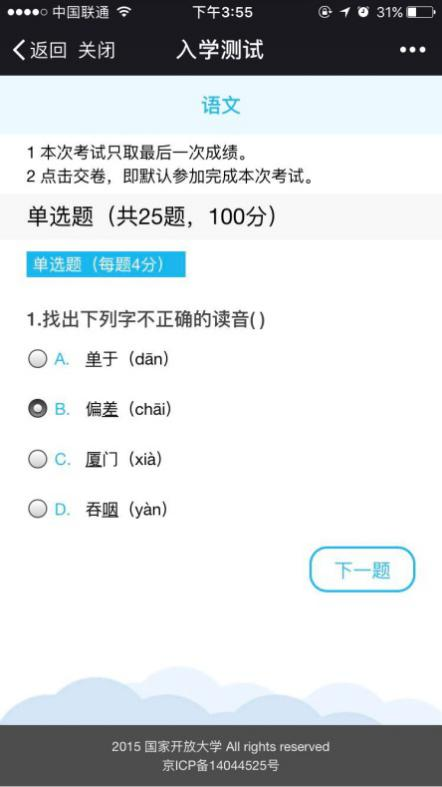 中国联通 下午3:55 31%
返回 关闭 入学测试
语文
1 本次考试只取最后一次成绩。
2 点击交卷，即默认参加完成本次考试。
单选题（共25题，100分）
单选题（每题4分）
1.找出下列字不正确的读音( )
A. 单于（dān）
B. 偏差（chāi）
C. 厦门（xià）
D. 吞咽（yàn）
下一题
2015 国家开放大学 All rights reserved
京ICP备14044525号